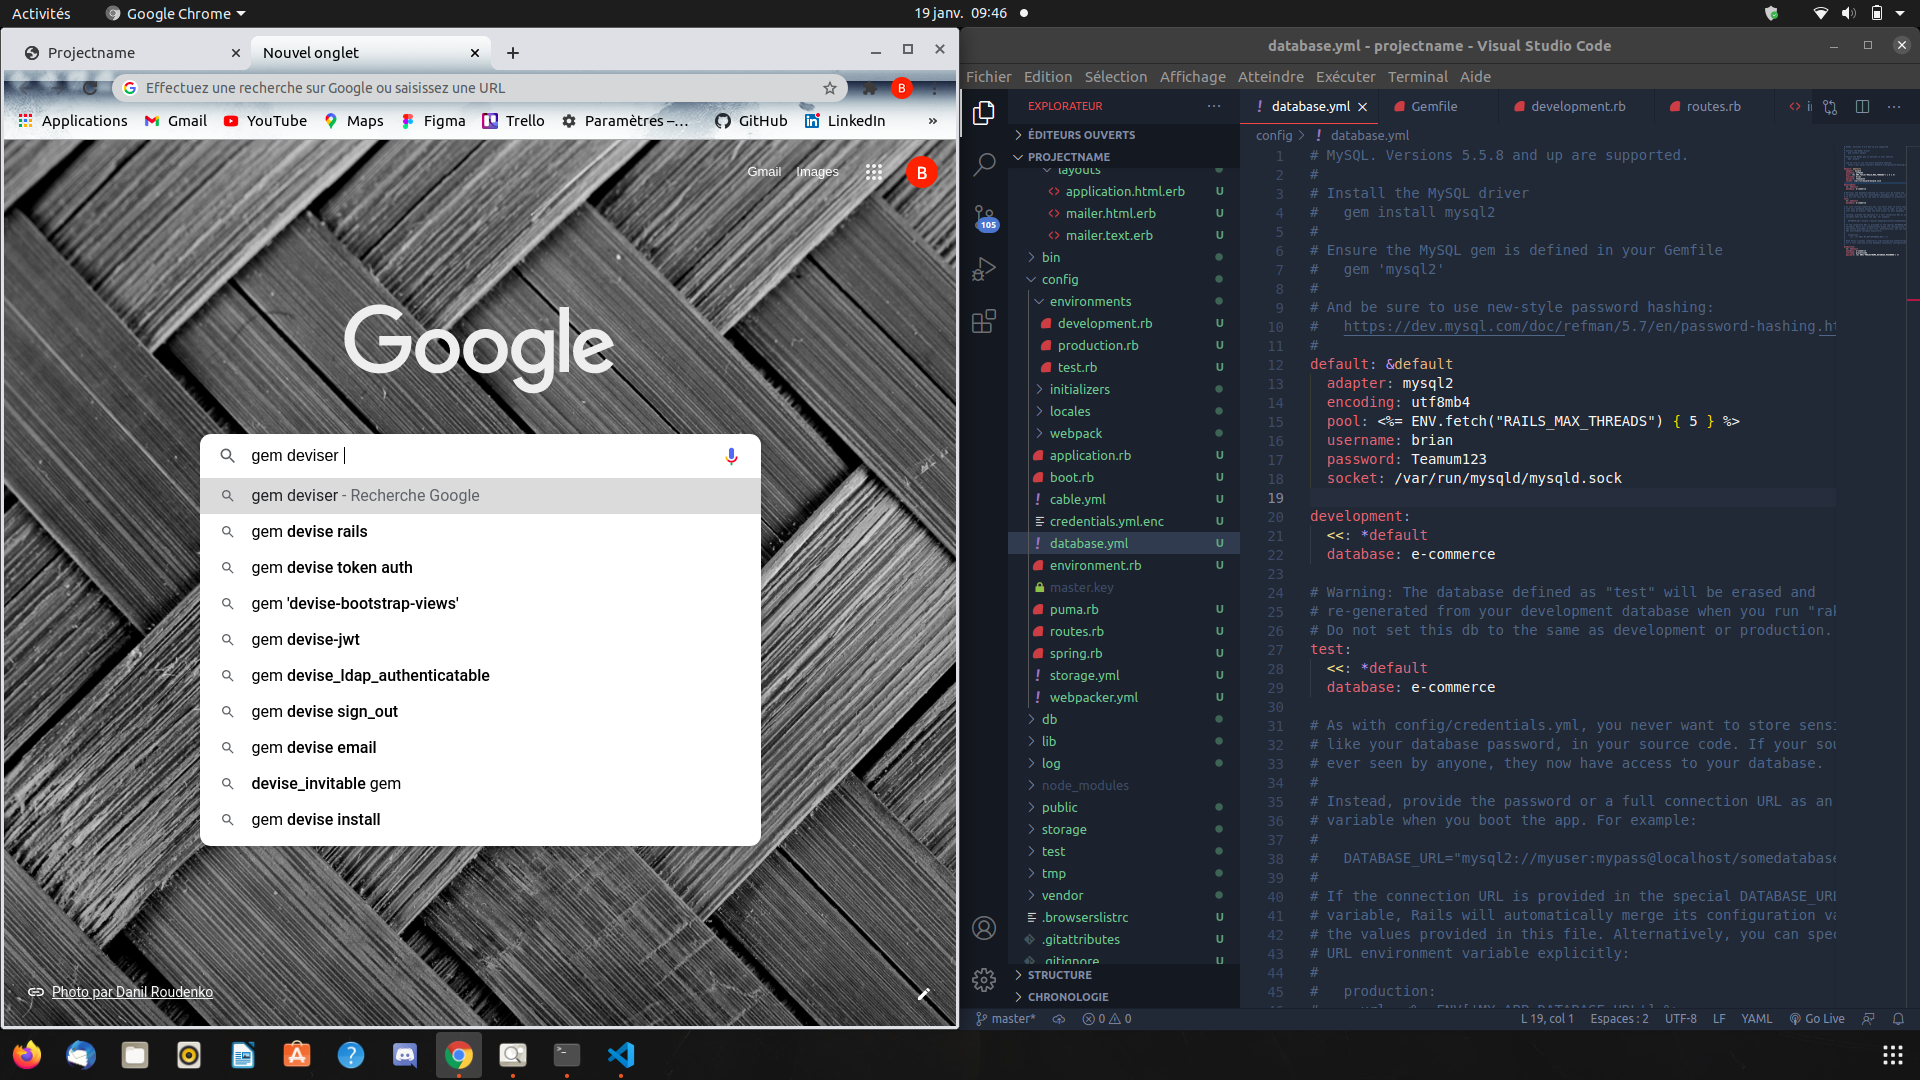 Activités
Google Chrome
19 janv. 09:46
Projectname
Nouvel onglet
Effectuez une recherche sur Google ou saisissez une URL
B
Applications
Gmail
YouTube
Maps
Figma
Trello
Paramètres –...
GitHub
LinkedIn
»
Gmail
Images
B
Google
gem deviser
gem deviser - Recherche Google
gem devise rails
gem devise token auth
gem 'devise-bootstrap-views'
gem devise-jwt
gem devise_ldap_authenticatable
gem devise sign_out
gem devise email
devise_invitable gem
gem devise install
Photo par Danil Roudenko
database.yml - projectname - Visual Studio Code
Fichier Edition Sélection Affichage Atteindre Exécuter Terminal Aide
EXPLORATEUR
ÉDITEURS OUVERTS
PROJECTNAME
layouts
application.html.erb U
mailer.html.erb U
mailer.text.erb U
bin
config
environments
development.rb U
production.rb U
test.rb U
initializers
locales
webpack
application.rb U
boot.rb U
cable.yml U
credentials.yml.enc U
database.yml U
environment.rb U
master.key
puma.rb U
routes.rb U
spring.rb U
storage.yml U
webpacker.yml U
db
lib
log
node_modules
public
storage
test
tmp
vendor
.browserslistrc U
.gitattributes U
.gitignore U
STRUCTURE
CHRONOLOGIE
105
! database.yml
Gemfile
development.rb
routes.rb
config > ! database.yml
1 # MySQL. Versions 5.5.8 and up are supported.
2 #
3 # Install the MySQL driver
4 #   gem install mysql2
5 #
6 # Ensure the MySQL gem is defined in your Gemfile
7 #   gem 'mysql2'
8 #
9 # And be sure to use new-style password hashing:
10 #   https://dev.mysql.com/doc/refman/5.7/en/password-hashing.ht
11 #
12 default: &default
13   adapter: mysql2
14   encoding: utf8mb4
15   pool: <%= ENV.fetch("RAILS_MAX_THREADS") { 5 } %>
16   username: brian
17   password: Teamum123
18   socket: /var/run/mysqld/mysqld.sock
19
20 development:
21   <<: *default
22   database: e-commerce
23
24 # Warning: The database defined as "test" will be erased and
25 # re-generated from your development database when you run "rak
26 # Do not set this db to the same as development or production.
27 test:
28   <<: *default
29   database: e-commerce
30
31 # As with config/credentials.yml, you never want to store sensi
32 # like your database password, in your source code. If your sou
33 # ever seen by anyone, they now have access to your database.
34 #
35 # Instead, provide the password or a full connection URL as an
36 # variable when you boot the app. For example:
37 #
38 #   DATABASE_URL="mysql2://myuser:mypass@localhost/somedatabase
39 #
40 # If the connection URL is provided in the special DATABASE_URL
41 # variable, Rails will automatically merge its configuration va
42 # the values provided in this file. Alternatively, you can spec
43 # URL environment variable explicitly:
44 #
45 #   production:
master*
0 0
L 19, col 1
Espaces : 2
UTF-8
LF
YAML
Go Live